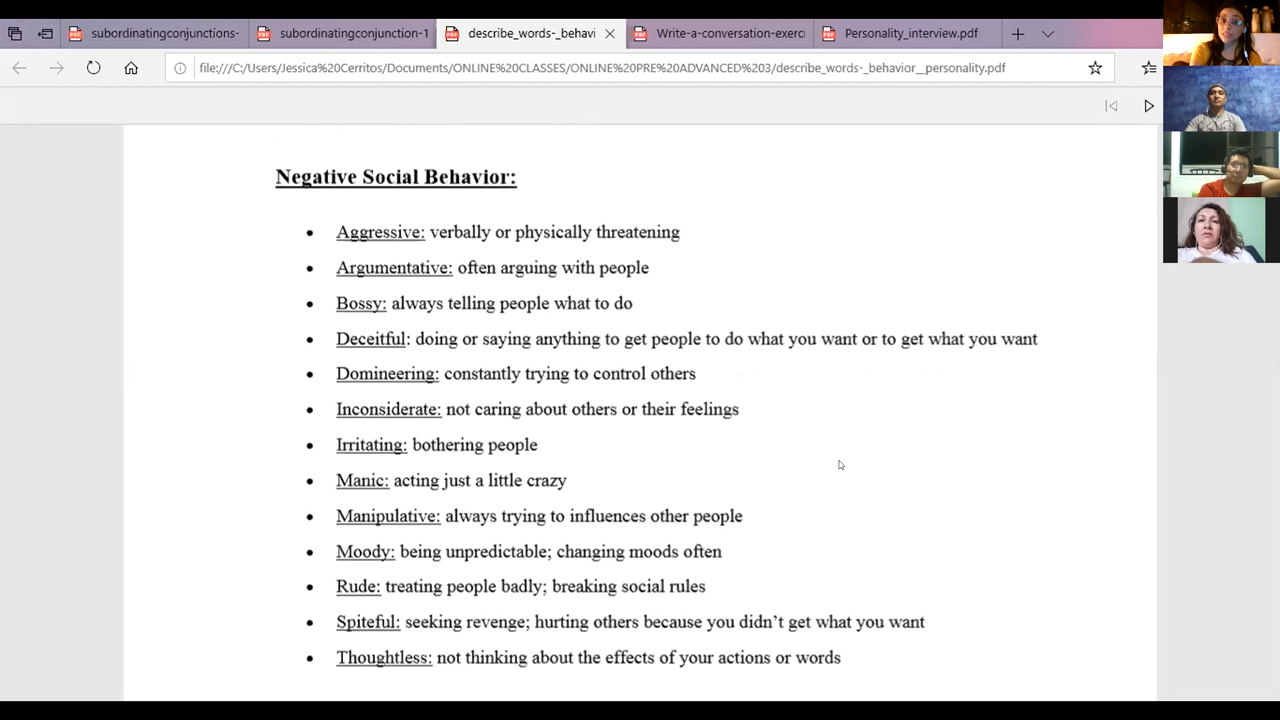 subordinatingconjunctions-
subordinatingconjunction-1
describe_words-_behavi
Write-a-conversation-exerci
Personality_interview.pdf
file:///C:/Users/Jessica%20Cerritos/Documents/ONLINE%20CLASSES/ONLINE%20PRE%20ADVANCED%203/describe_words-_behavior__personality.pdf
Negative Social Behavior:
• Aggressive: verbally or physically threatening
• Argumentative: often arguing with people
• Bossy: always telling people what to do
• Deceitful: doing or saying anything to get people to do what you want or to get what you want
• Domineering: constantly trying to control others
• Inconsiderate: not caring about others or their feelings
• Irritating: bothering people
• Manic: acting just a little crazy
• Manipulative: always trying to influences other people
• Moody: being unpredictable; changing moods often
• Rude: treating people badly; breaking social rules
• Spiteful: seeking revenge; hurting others because you didn't get what you want
• Thoughtless: not thinking about the effects of your actions or words